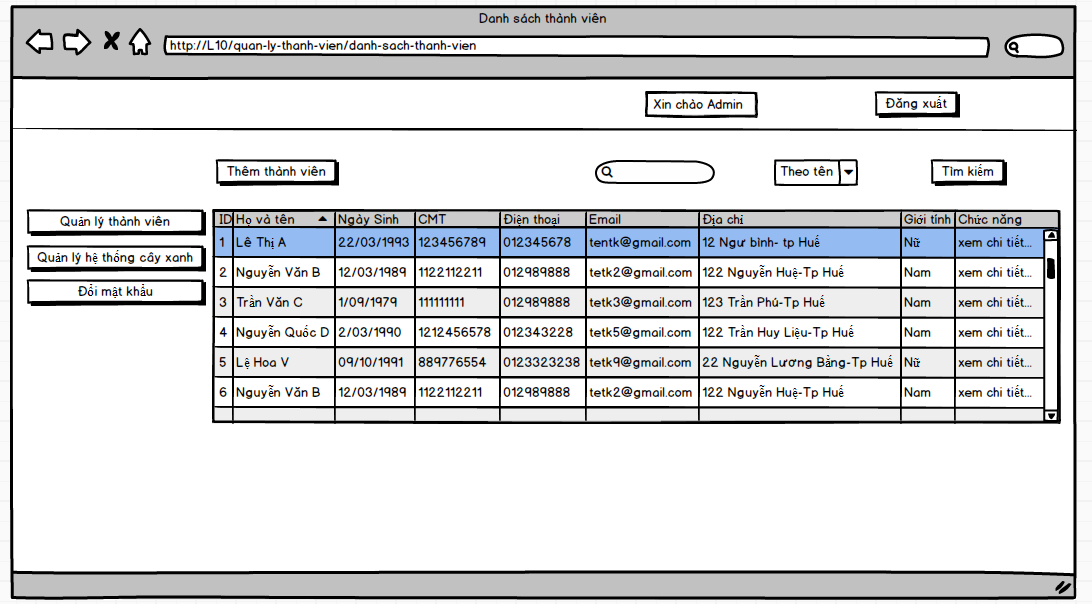 Danh sách thành viên
http://L10/quan-ly-thanh-vien/danh-sach-thanh-vien
Xin chào Admin Đăng xuất
Thêm thành viên Theo tên Tìm kiếm
Quản lý thành viên
Quản lý hệ thống cây xanh
Đổi mật khẩu
ID Họ và tên Ngày Sinh CMT Điện thoại Email Địa chỉ Giới tính Chức năng
1 Lê Thị A 22/03/1993 123456789 012345678 tentk@gmail.com 12 Ngư bình- tp Huế Nữ xem chi tiết...
2 Nguyễn Văn B 12/03/1989 1122112211 012989888 tetk2@gmail.com 122 Nguyễn Huệ-Tp Huế Nam xem chi tiết...
3 Trần Văn C 1/09/1979 111111111 012989888 tetk3@gmail.com 123 Trần Phú-Tp Huế Nam xem chi tiết...
4 Nguyễn Quốc D 2/03/1990 1212456578 012343228 tetk5@gmail.com 122 Trần Huy Liệu-Tp Huế Nam xem chi tiết...
5 Lệ Hoa V 09/10/1991 889776554 0123323238 tetk9@gmail.com 22 Nguyễn Lương Bằng-Tp Huế Nữ xem chi tiết...
6 Nguyễn Văn B 12/03/1989 1122112211 012989888 tetk2@gmail.com 122 Nguyễn Huệ-Tp Huế Nam xem chi tiết...